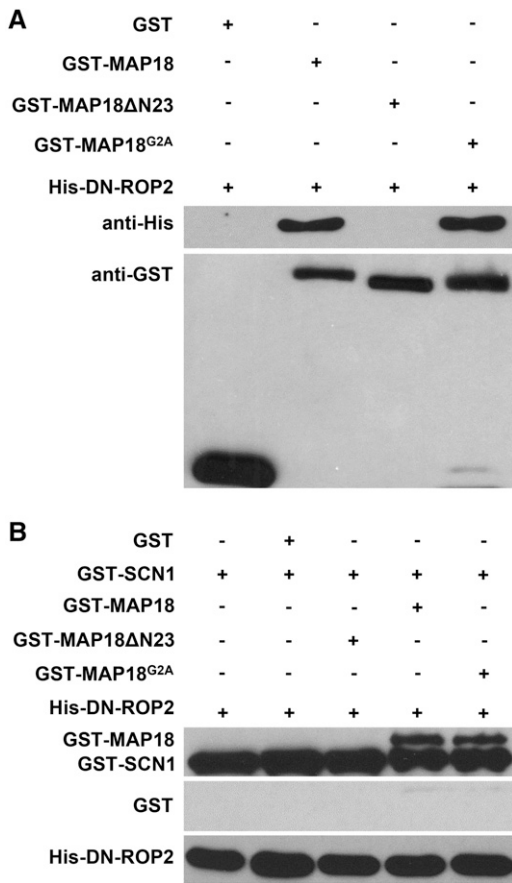 A
GST + - - -
GST-MAP18 - + - -
GST-MAP18ΔN23 - - + -
GST-MAP18G2A - - - +
His-DN-ROP2 + + + +
anti-His
anti-GST
B
GST - + - - -
GST-SCN1 + + + + +
GST-MAP18 - - - + -
GST-MAP18ΔN23 - - + - -
GST-MAP18G2A - - - - +
His-DN-ROP2 + + + + +
GST-MAP18
GST-SCN1
GST
His-DN-ROP2